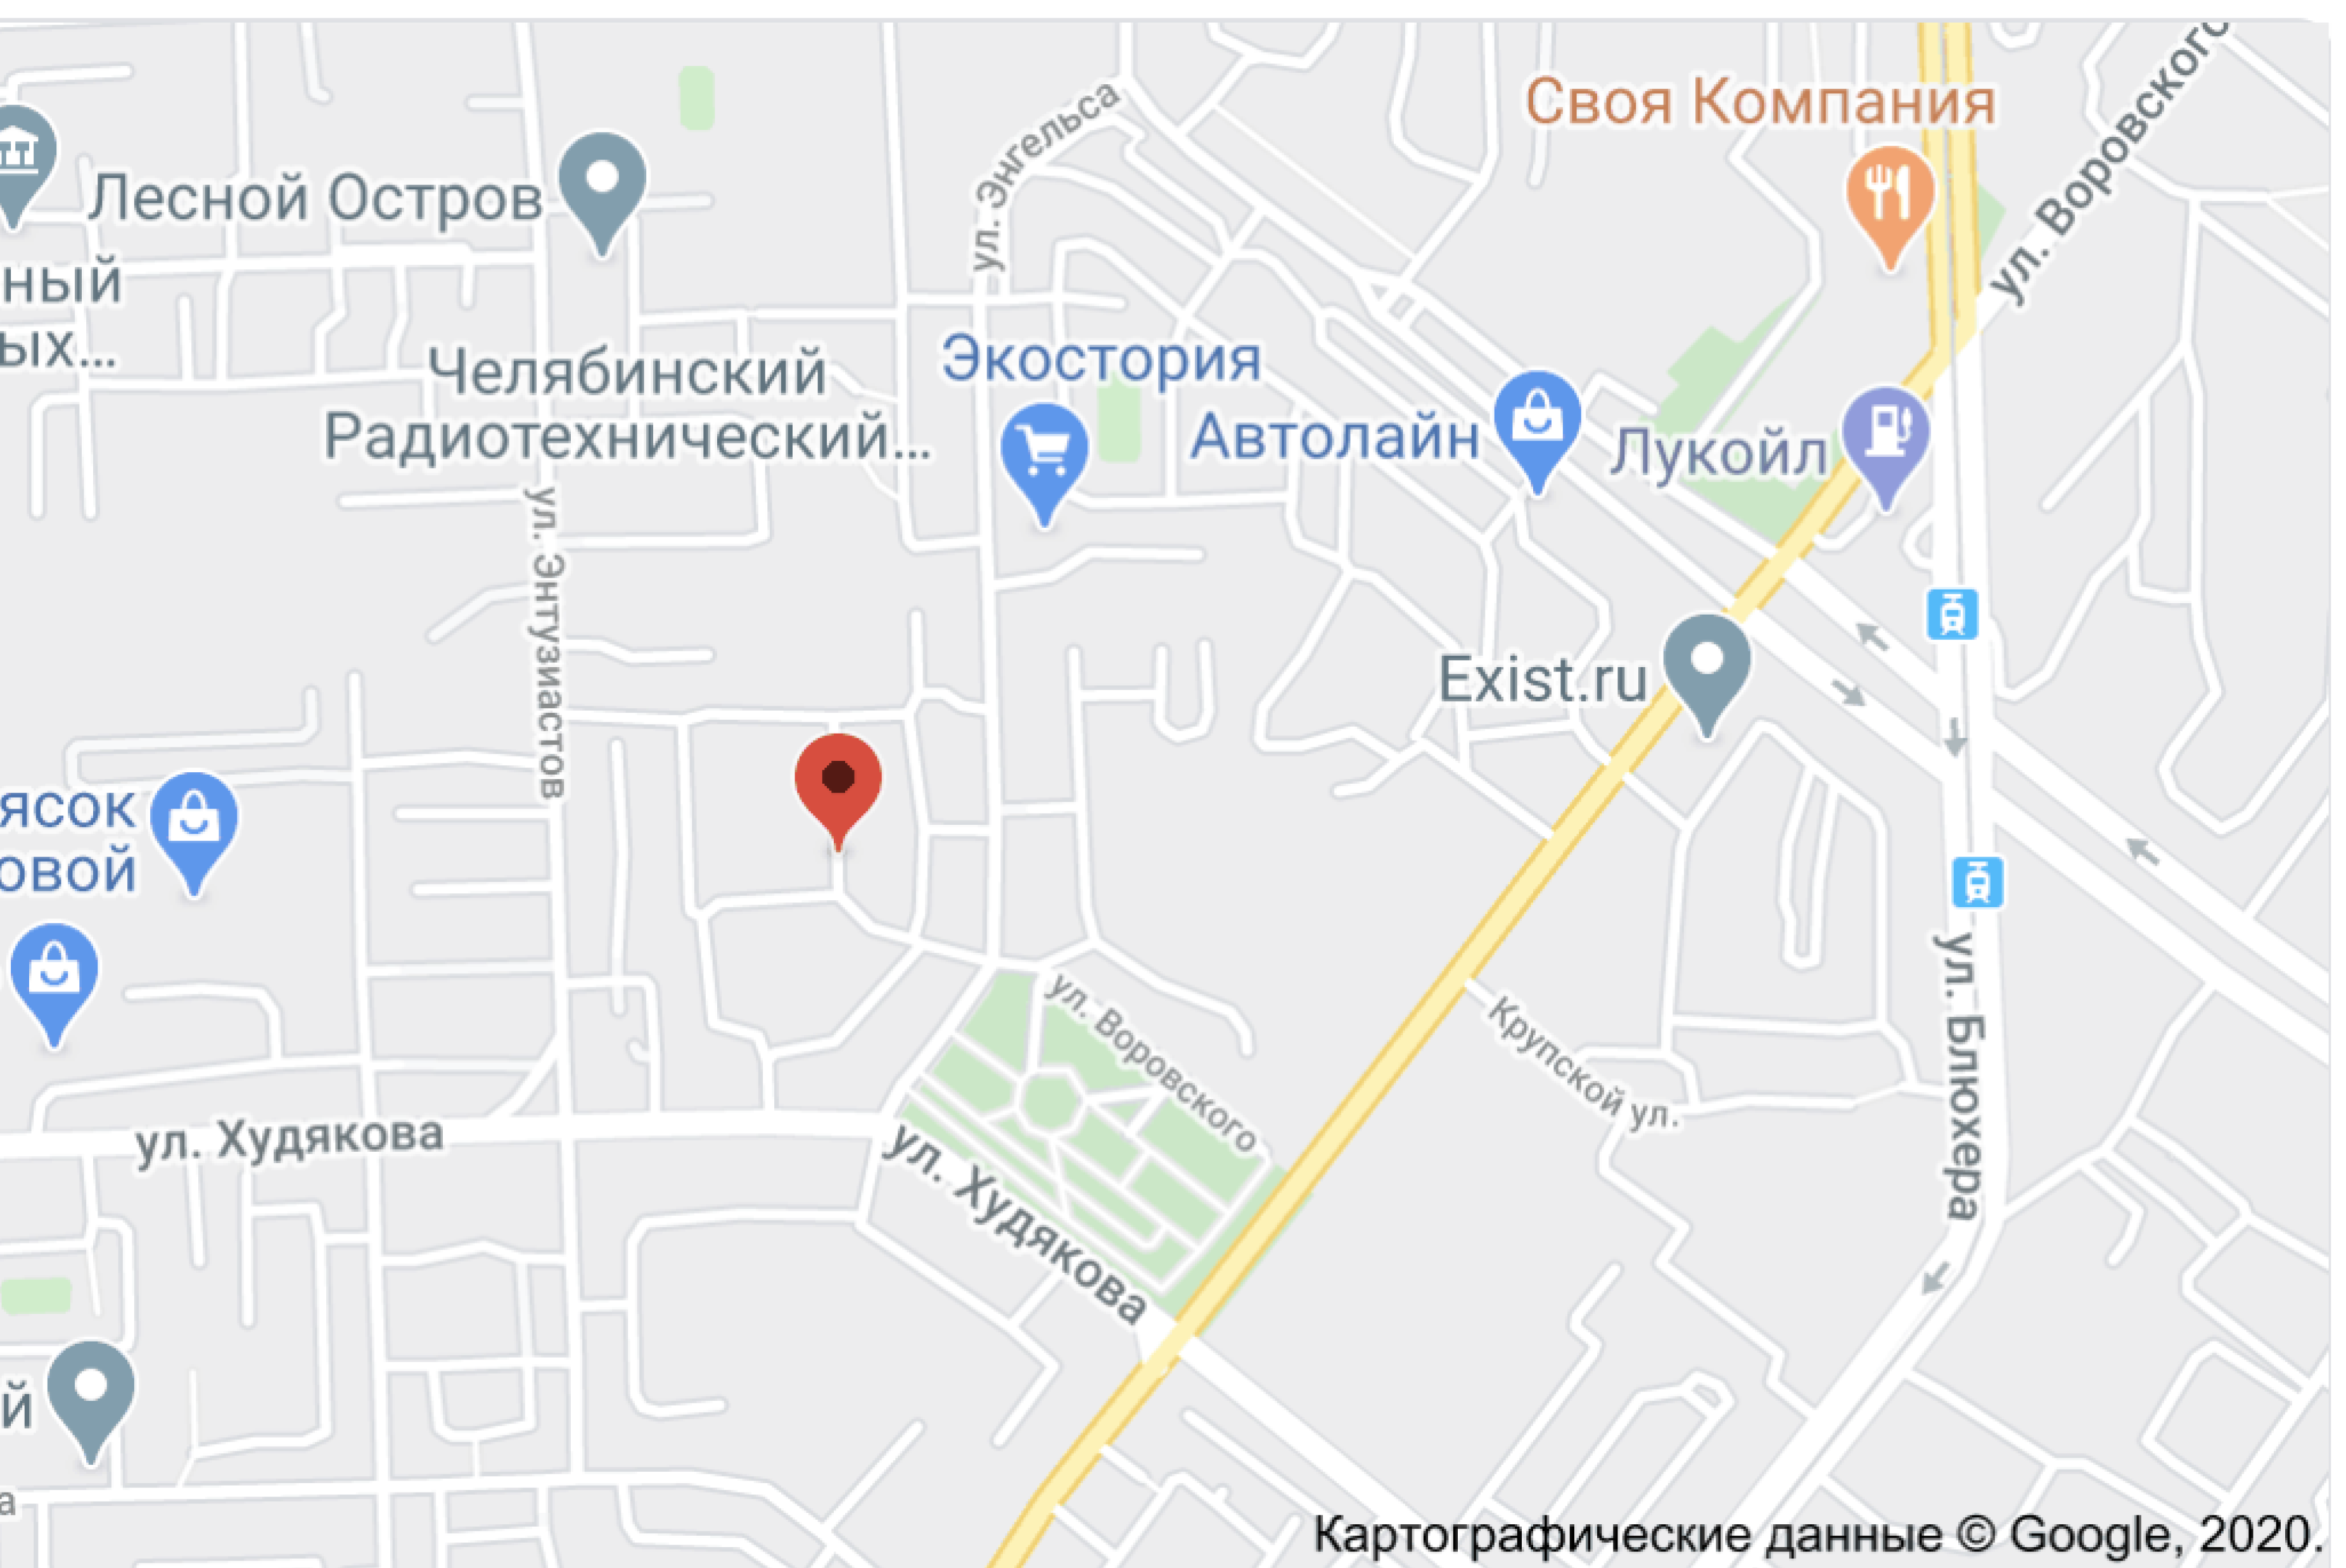 Своя Компания
ул. Воровского
ул. Энгельса
Лесной Остров
ный
ых...
Челябинский
Радиотехнический...
Экостория
Автолайн
Лукойл
ул. Энтузиастов
Exist.ru
ясок
овой
ул. Блюхера
ул. Воровского
Крупской ул.
ул. Худякова
ул. Худякова
й
а
Картографические данные © Google, 2020.